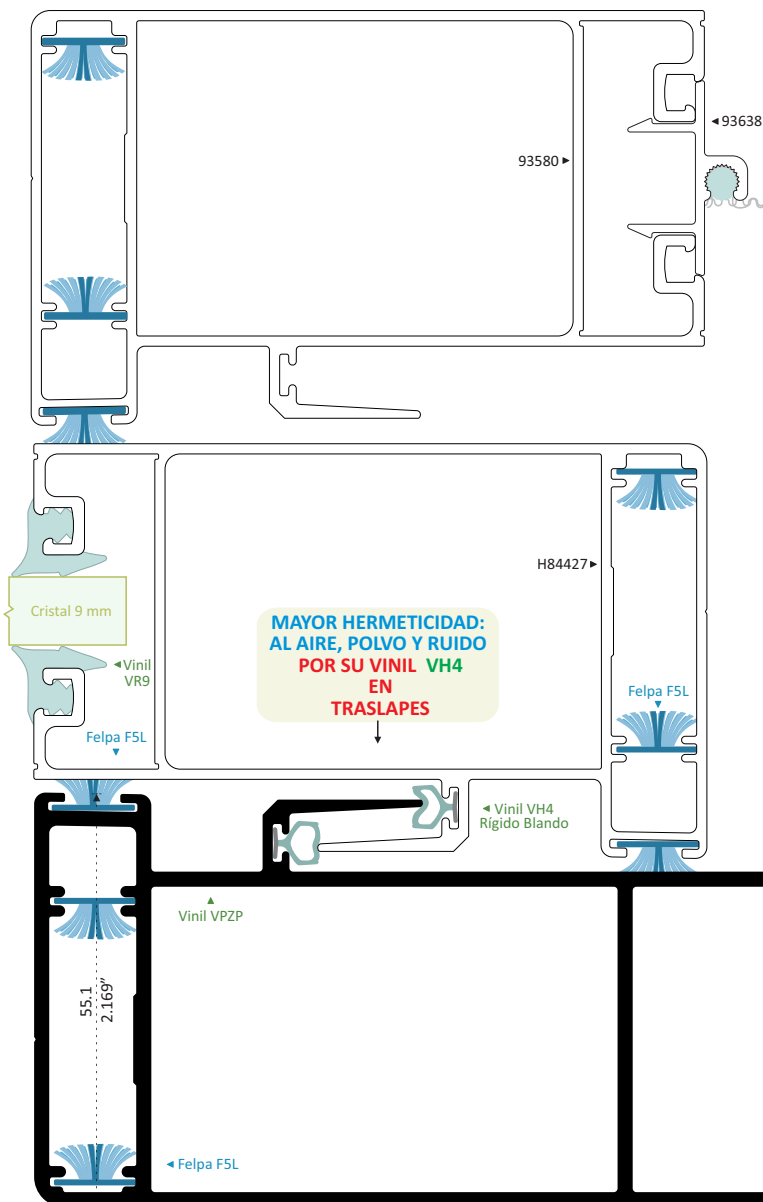 ◂ 93638
93580 ▸
H84427 ▸
Cristal 9 mm
MAYOR HERMETICIDAD:
AL AIRE, POLVO Y RUIDO
POR SU VINIL VH4
EN
TRASLAPES
◂ Vinil
VR9
Felpa F5L
Felpa F5L
◂ Vinil VH4
Rígido Blando
Vinil VPZP
55.1
2.169”
◂ Felpa F5L